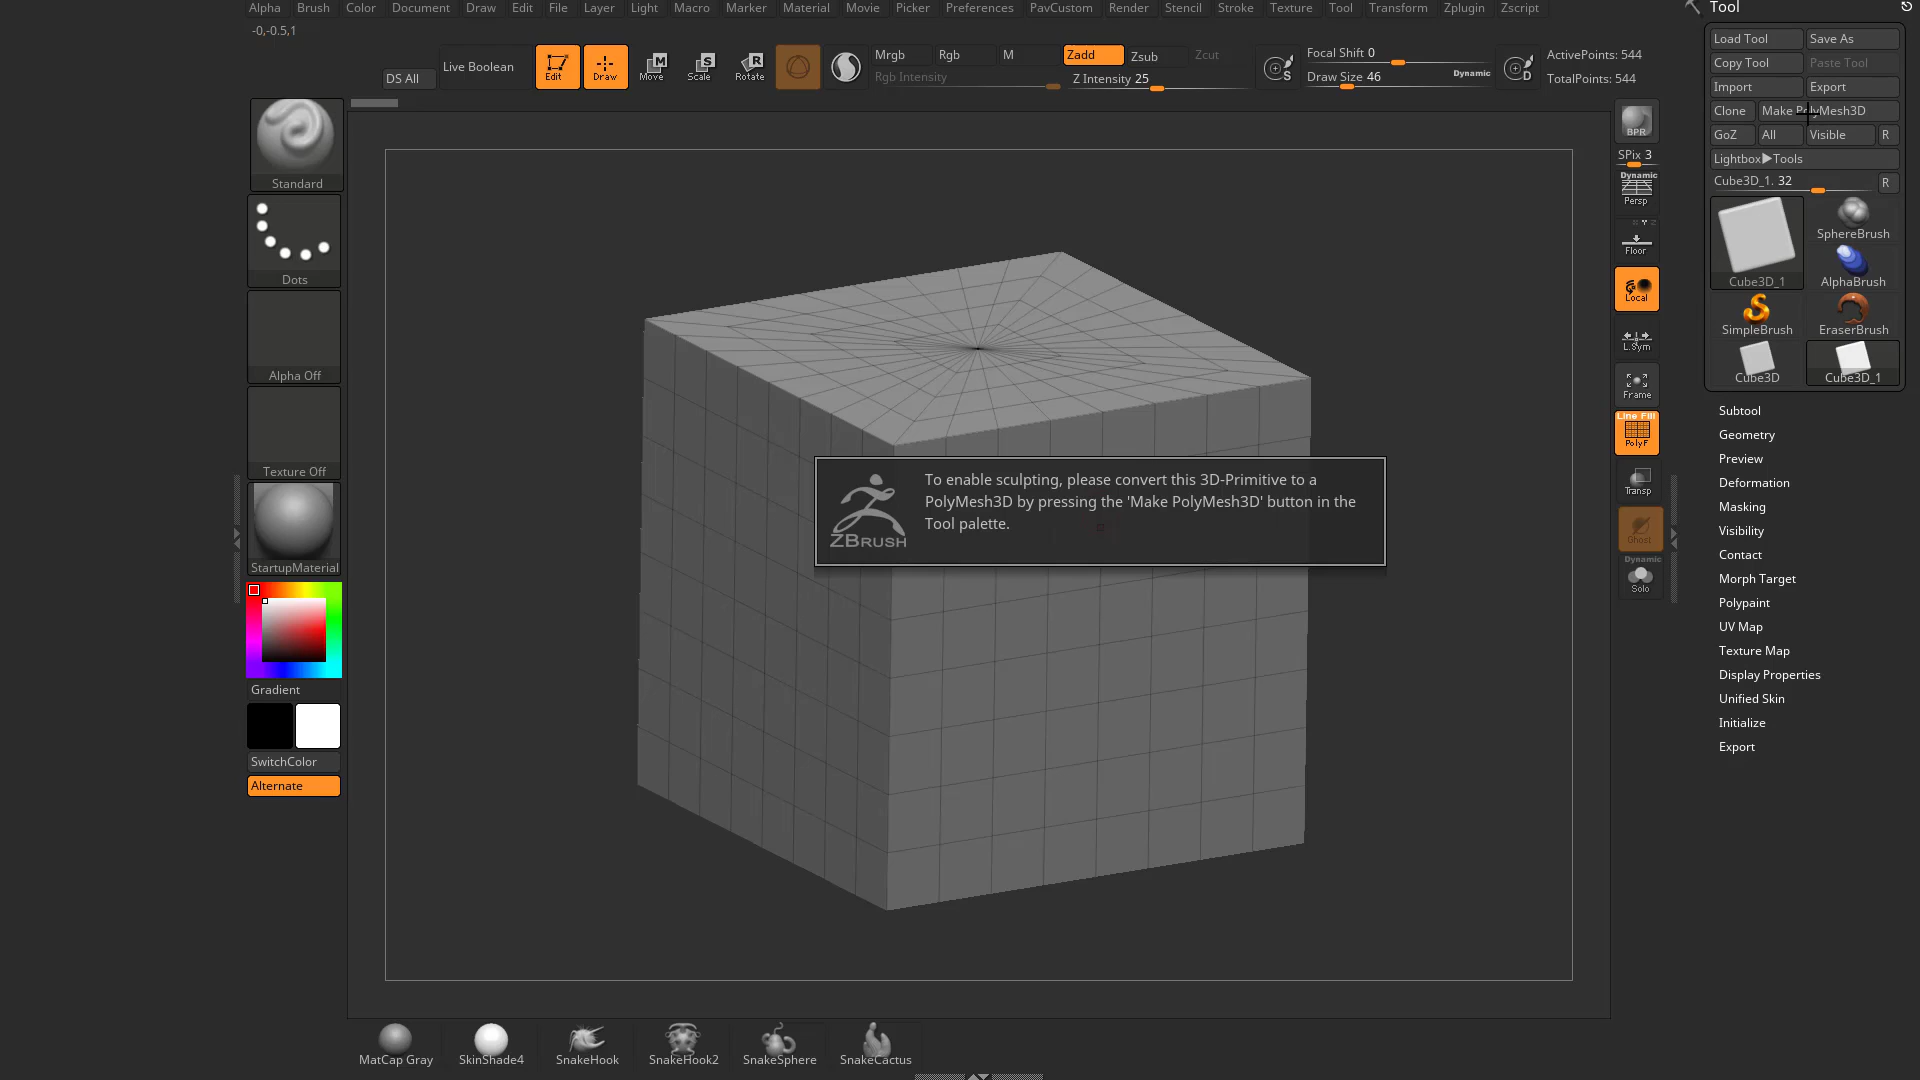 Alpha Brush Color Document Draw Edit File Layer Light Macro Marker Material Movie Picker Preferences PavCustom Render Stencil Stroke Texture Tool Transform Zplugin Zscript
Tool
-0,-0.5,1
DS All
Live Boolean
Edit
Draw
Move
Scale
Rotate
Mrgb Rgb M
Rgb Intensity
Zadd Zsub Zcut
Z Intensity 25
Focal Shift 0
Draw Size 46
Dynamic
ActivePoints: 544
TotalPoints: 544
Load Tool Save As
Copy Tool Paste Tool
Import Export
Clone Make PolyMesh3D
GoZ All Visible R
Lightbox▶Tools
Cube3D_1. 32 R
Cube3D_1
SphereBrush
AlphaBrush
SimpleBrush
EraserBrush
Cube3D
Cube3D_1
Subtool
Geometry
Preview
Deformation
Masking
Visibility
Contact
Morph Target
Polypaint
UV Map
Texture Map
Display Properties
Unified Skin
Initialize
Export
Standard
Dots
Alpha Off
Texture Off
StartupMaterial
Gradient
SwitchColor
Alternate
To enable sculpting, please convert this 3D-Primitive to a
PolyMesh3D by pressing the 'Make PolyMesh3D' button in the
Tool palette.
ZBRUSH
BPR
SPix 3
Dynamic
Persp
Floor
Local
L.Sym
Frame
Line Fill
PolyF
Transp
Ghost
Dynamic
Solo
MatCap Gray
SkinShade4
SnakeHook
SnakeHook2
SnakeSphere
SnakeCactus